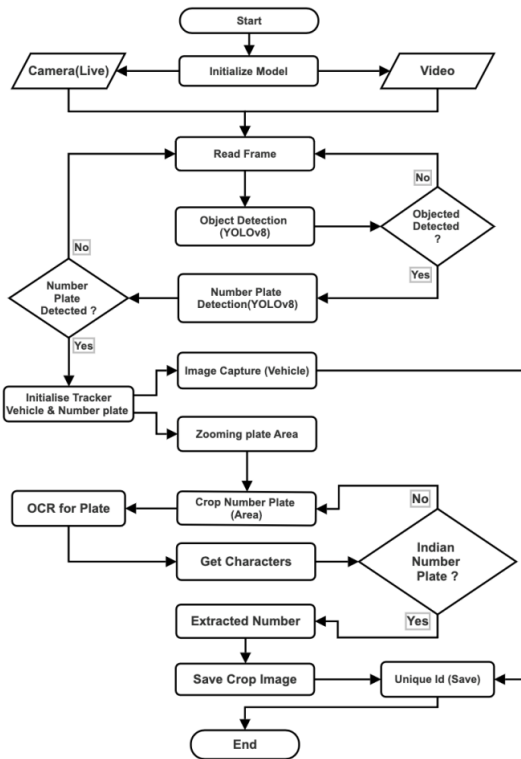 Start
Camera(Live)
Initialize Model
Video
Read Frame
No
Object Detection
(YOLOv8)
Objected
Detected
?
No
Yes
Number
Plate
Detected ?
Number Plate
Detection(YOLOv8)
Yes
Image Capture (Vehicle)
Initialise Tracker
Vehicle & Number plate
Zooming plate Area
No
OCR for Plate
Crop Number Plate
(Area)
Indian
Number
Plate ?
Get Characters
Yes
Extracted Number
Save Crop Image
Unique Id (Save)
End